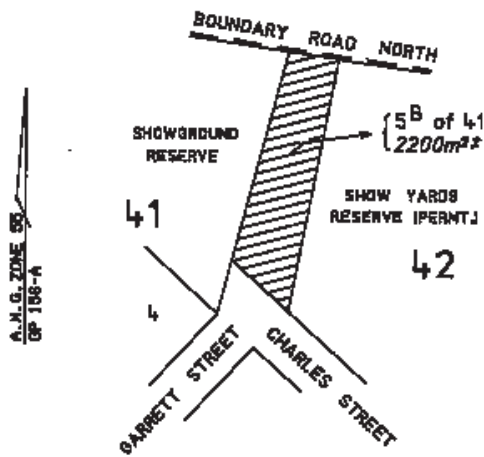 BOUNDARY ROAD NORTH
5B of 41
2200m²±
SHOWGROUND
RESERVE
41
SHOW YARDS
RESERVE (PERMT.)
42
4
GARRETT STREET
CHARLES STREET
A.M.G. ZONE 55
GP 156-A